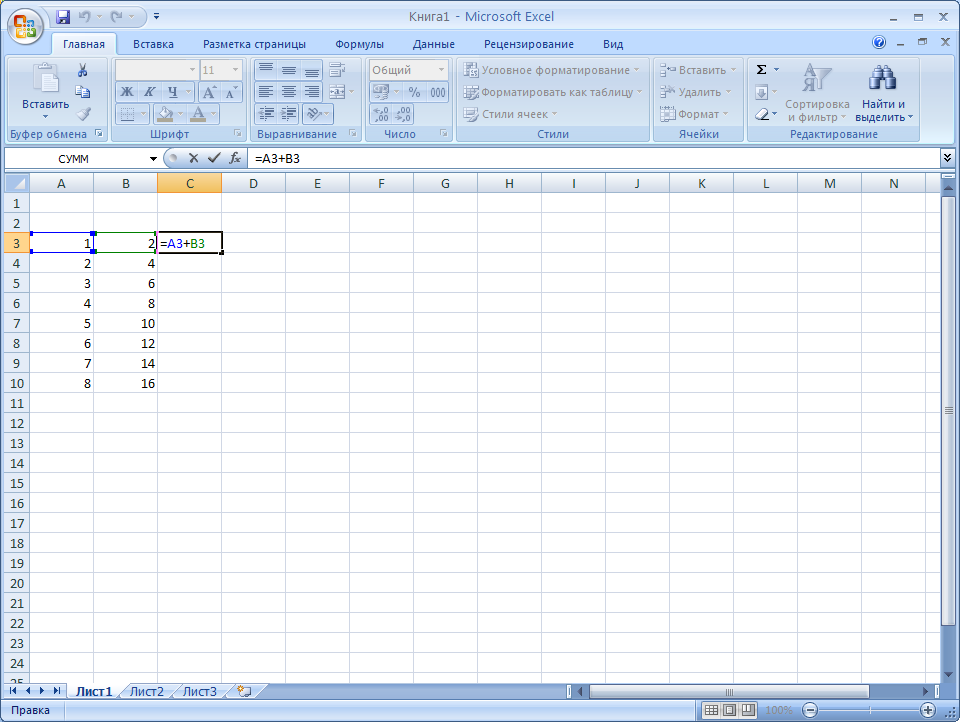 Книга1 - Microsoft Excel
Главная Вставка Разметка страницы Формулы Данные Рецензирование Вид
Вставить
Буфер обмена
11
Ж К Ч
Шрифт
Выравнивание
Общий
% 000
Число
Условное форматирование
Форматировать как таблицу
Стили ячеек
Стили
Вставить
Удалить
Формат
Ячейки
Σ
Сортировка и фильтр
Найти и выделить
Редактирование
СУММ fx =A3+B3
A B C D E F G H I J K L M N
1
2
3 1 2 =A3+B3
4 2 4
5 3 6
6 4 8
7 5 10
8 6 12
9 7 14
10 8 16
11
12
13
14
15
16
17
18
19
20
21
22
23
24
25
Лист1 Лист2 Лист3
Правка 100%